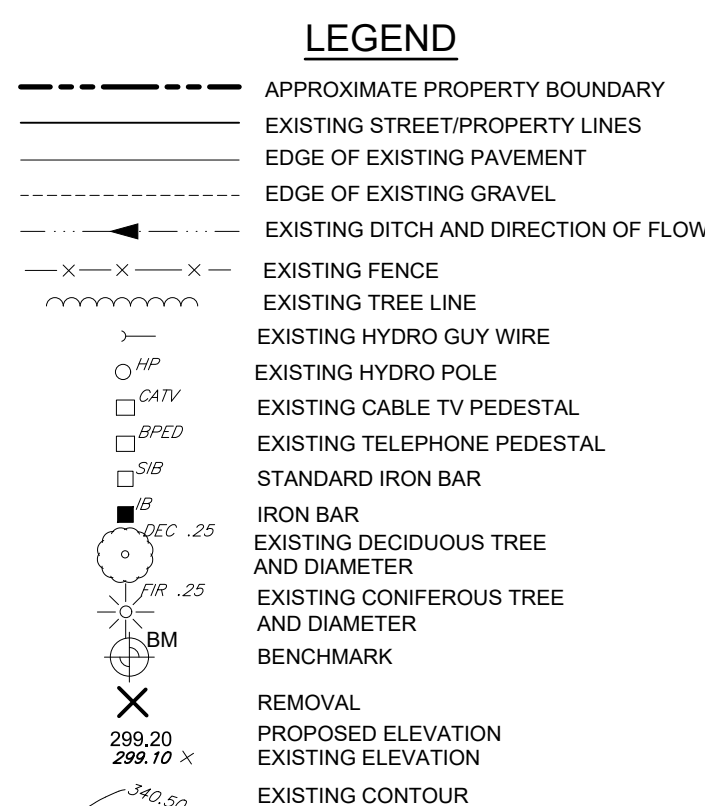 LEGEND
APPROXIMATE PROPERTY BOUNDARY
EXISTING STREET/PROPERTY LINES
EDGE OF EXISTING PAVEMENT
EDGE OF EXISTING GRAVEL
EXISTING DITCH AND DIRECTION OF FLOW
EXISTING FENCE
EXISTING TREE LINE
EXISTING HYDRO GUY WIRE
HP EXISTING HYDRO POLE
CATV EXISTING CABLE TV PEDESTAL
BPED EXISTING TELEPHONE PEDESTAL
SIB STANDARD IRON BAR
IB IRON BAR
DEC .25 EXISTING DECIDUOUS TREE
AND DIAMETER
FIR .25 EXISTING CONIFEROUS TREE
AND DIAMETER
BM BENCHMARK
REMOVAL
299.20 PROPOSED ELEVATION
299.10 EXISTING ELEVATION
340.50 EXISTING CONTOUR